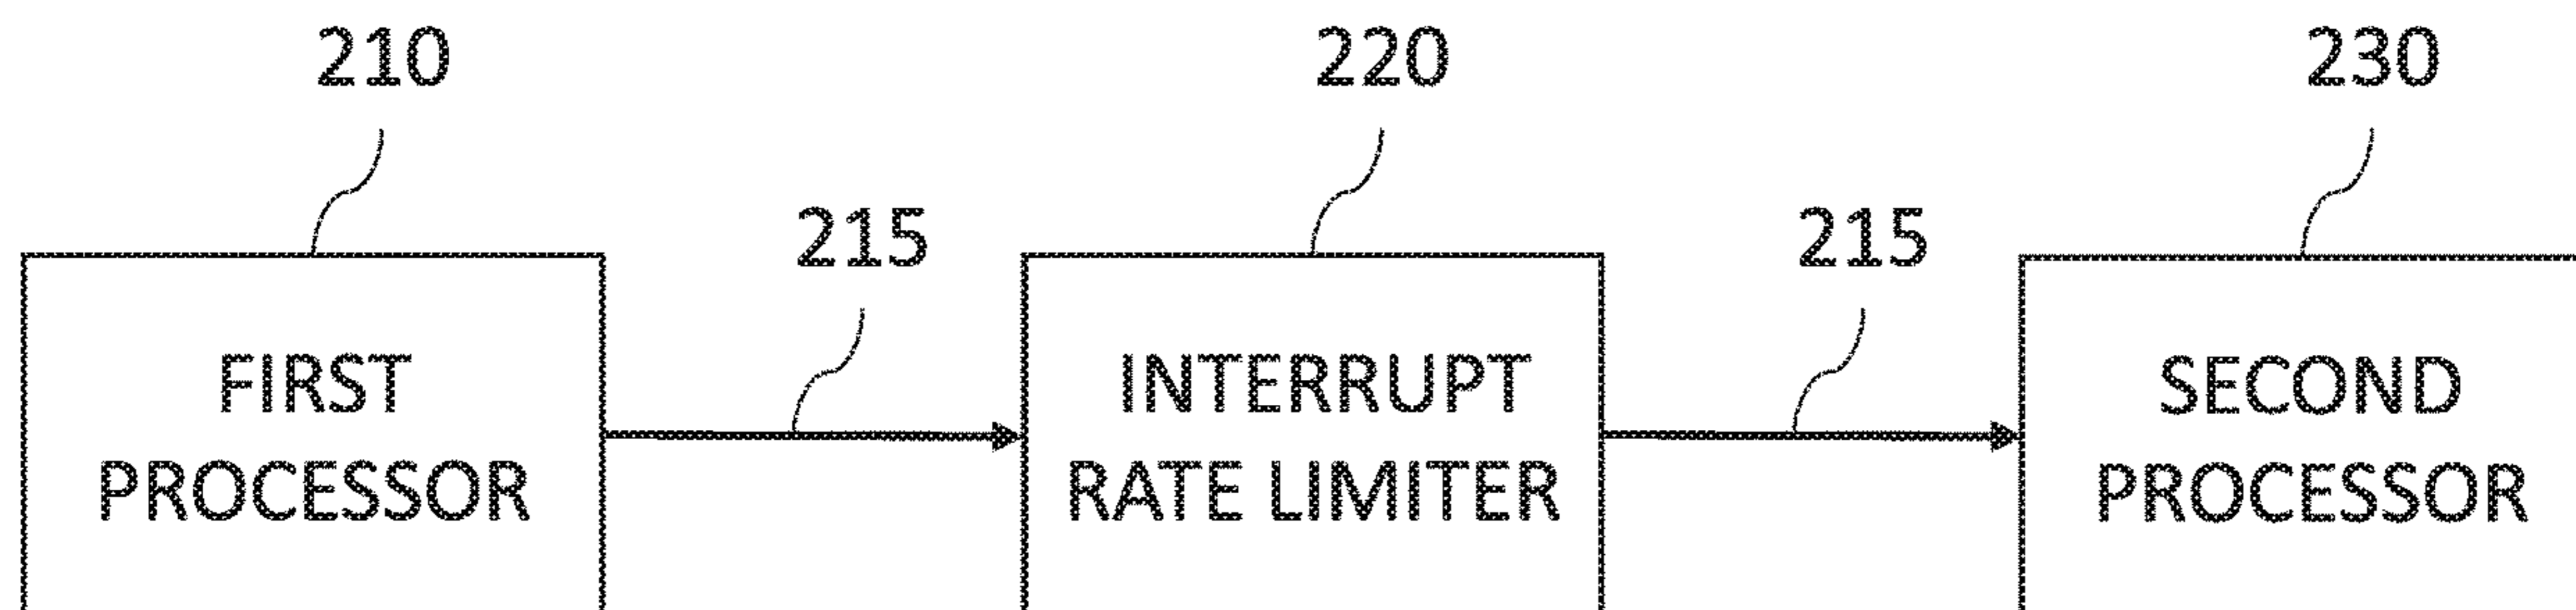 210
220
230
215
215
FIRST
PROCESSOR
INTERRUPT
RATE LIMITER
SECOND
PROCESSOR